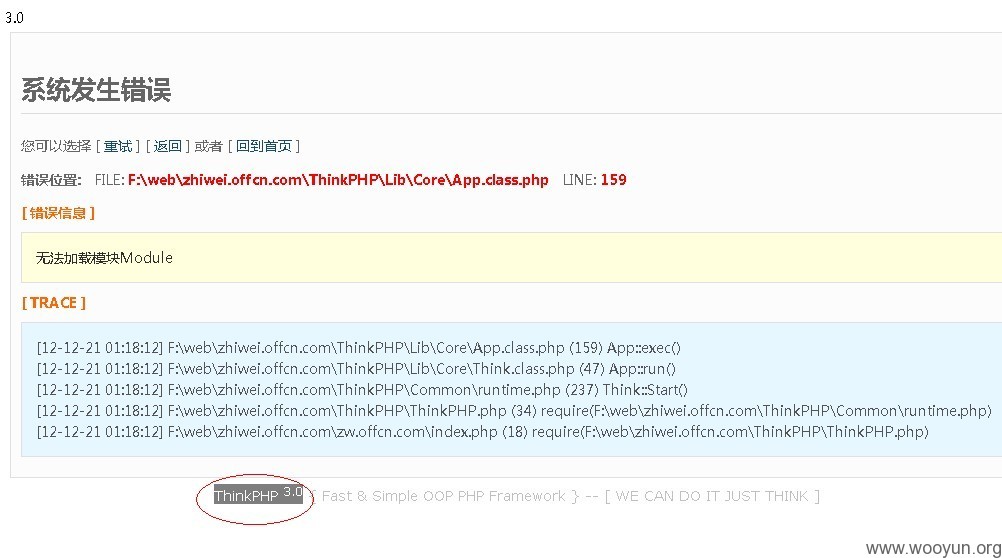 3.0
系统发生错误
您可以选择 [ 重试 ] [ 返回 ] 或者 [ 回到首页 ]
错误位置: FILE: F:\web\zhiwei.offcn.com\ThinkPHP\Lib\Core\App.class.php LINE: 159
[ 错误信息 ]
无法加载模块Module
[ TRACE ]
[12-12-21 01:18:12] F:\web\zhiwei.offcn.com\ThinkPHP\Lib\Core\App.class.php (159) App::exec()
[12-12-21 01:18:12] F:\web\zhiwei.offcn.com\ThinkPHP\Lib\Core\Think.class.php (47) App::run()
[12-12-21 01:18:12] F:\web\zhiwei.offcn.com\ThinkPHP\Common\runtime.php (237) Think::Start()
[12-12-21 01:18:12] F:\web\zhiwei.offcn.com\ThinkPHP\ThinkPHP.php (34) require(F:\web\zhiwei.offcn.com\ThinkPHP\Common\runtime.php)
[12-12-21 01:18:12] F:\web\zhiwei.offcn.com\zw.offcn.com\index.php (18) require(F:\web\zhiwei.offcn.com\ThinkPHP\ThinkPHP.php)
ThinkPHP 3.0 { Fast & Simple OOP PHP Framework } -- [ WE CAN DO IT JUST THINK ]
www.wooyun.org